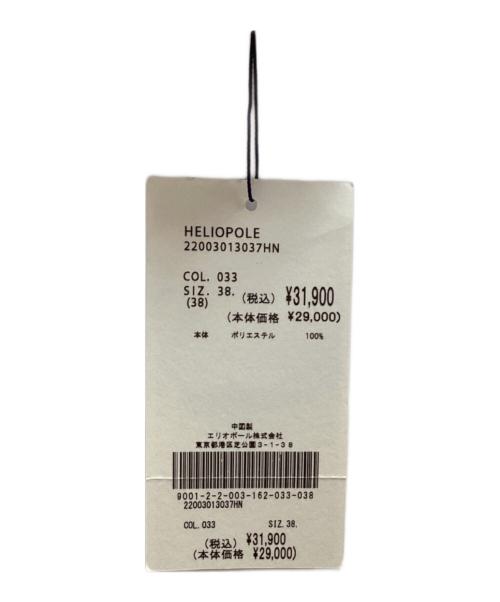 HELIOPOLE
22003013037HN
COL. 033
SIZ. 38. (税込) ¥31,900
(38)
(本体価格 ¥29,000)
本体 ポリエステル 100%
中国製
エリオポール株式会社
東京都港区芝公園3-1-38
9001-2-2-003-162-033-038
22003013037HN
COL.033 SIZ.38.
(税込) ¥31,900
(本体価格 ¥29,000)